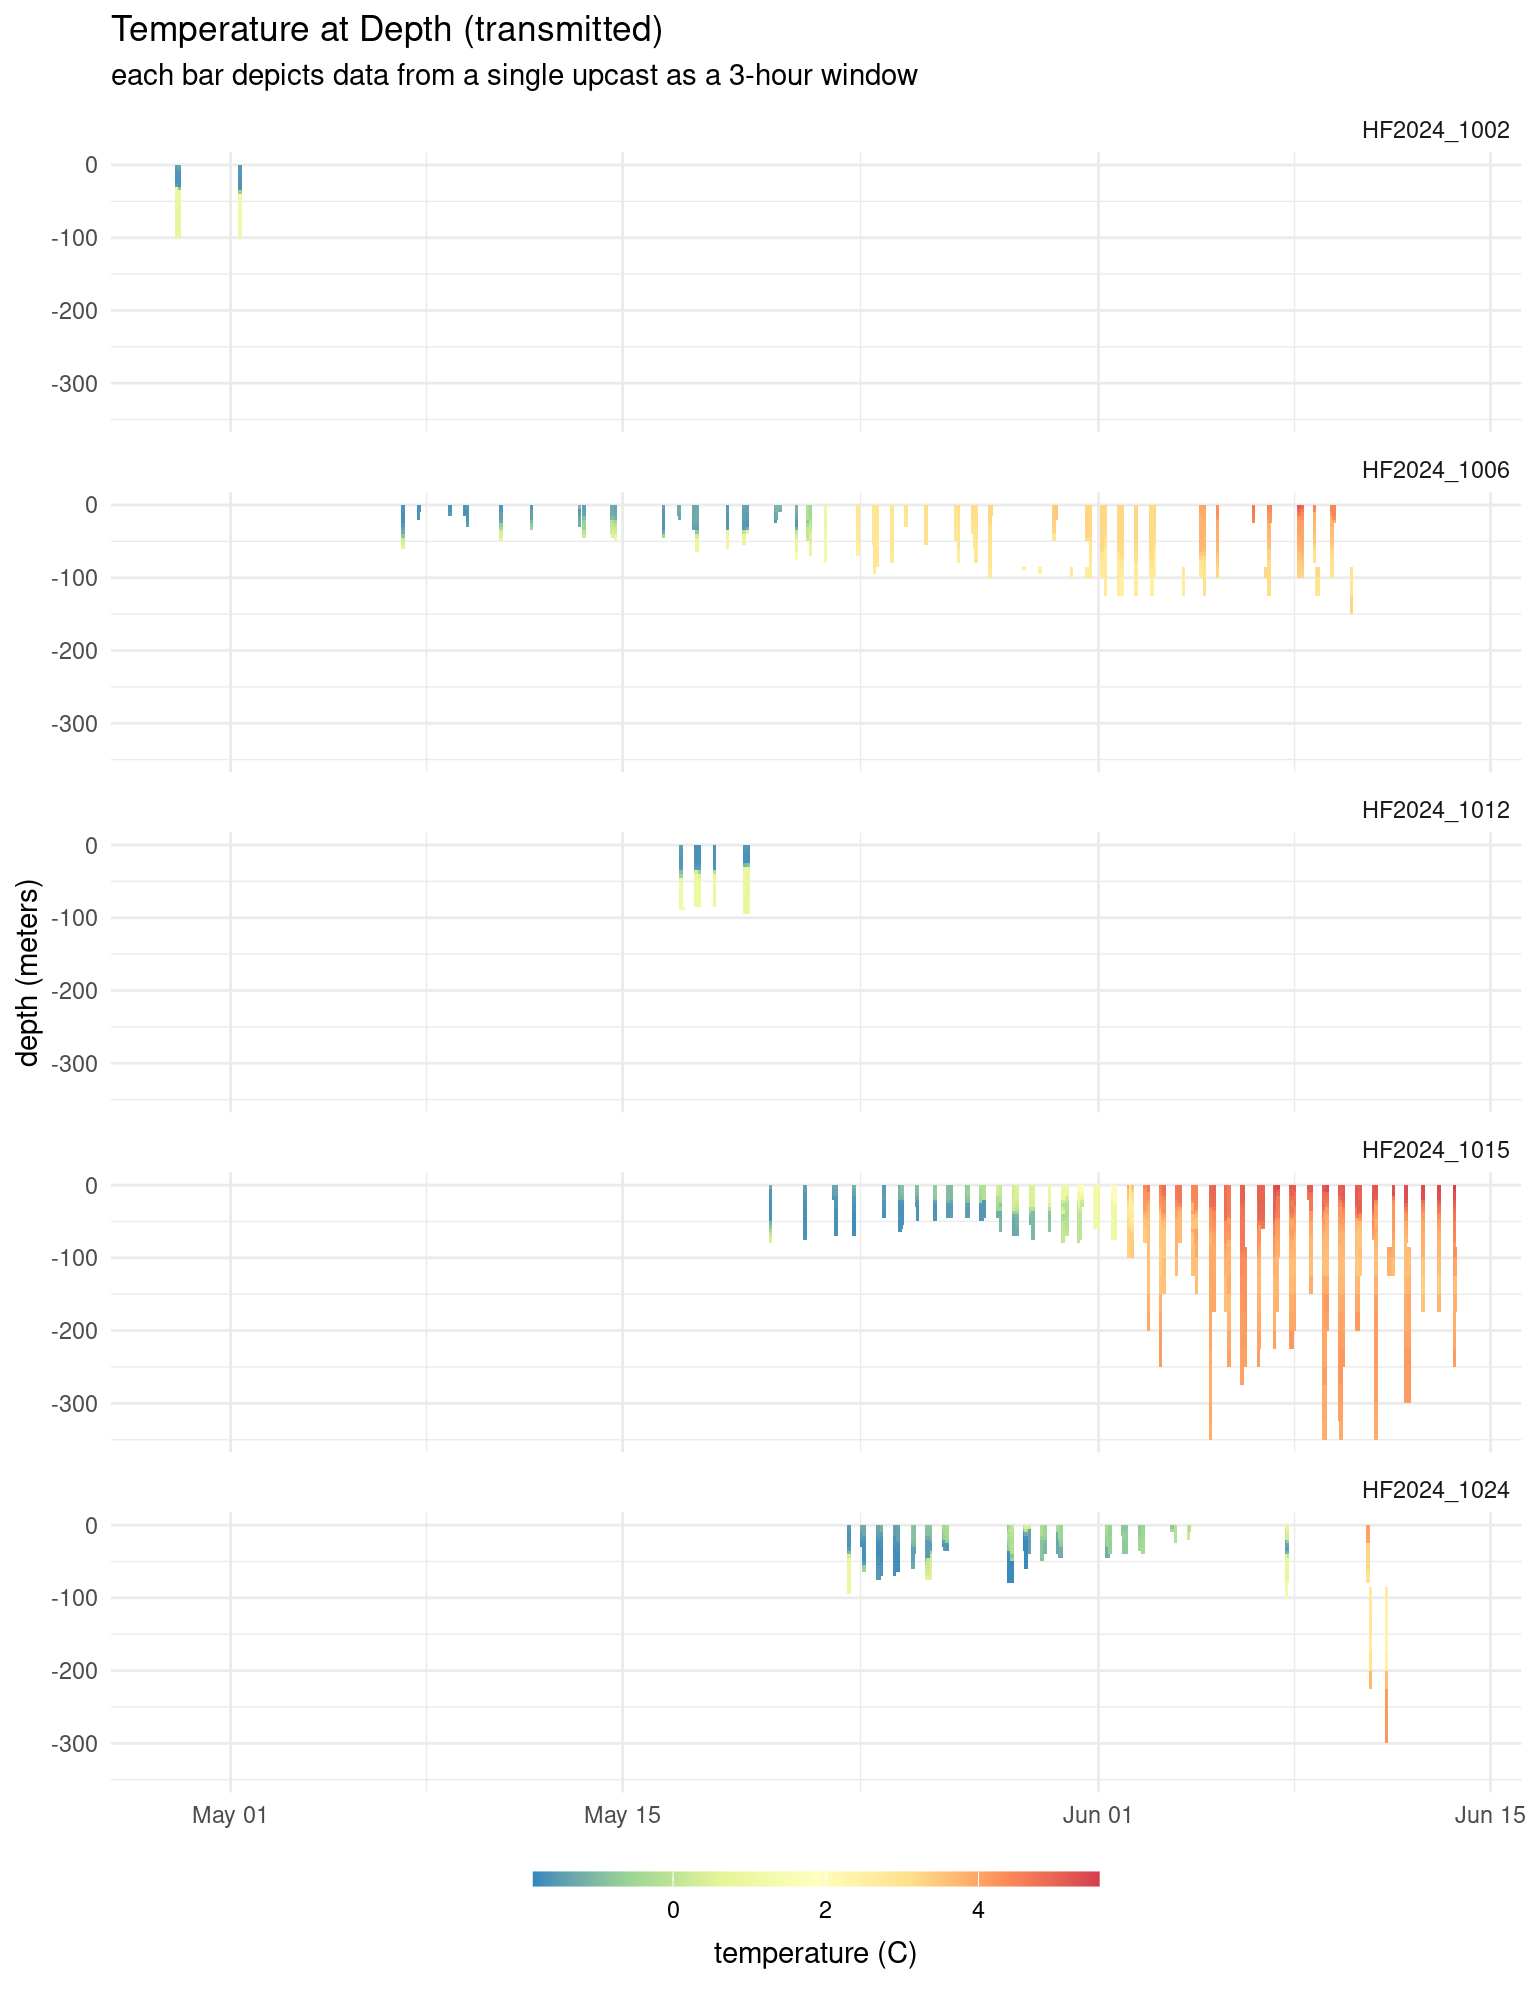 Temperature at Depth (transmitted)
each bar depicts data from a single upcast as a 3-hour window
HF2024_1002
0
-100
-200
-300
HF2024_1006
0
-100
-200
-300
HF2024_1012
0
-100
-200
-300
depth (meters)
HF2024_1015
0
-100
-200
-300
HF2024_1024
0
-100
-200
-300
May 01 May 15 Jun 01 Jun 15
0 2 4
temperature (C)